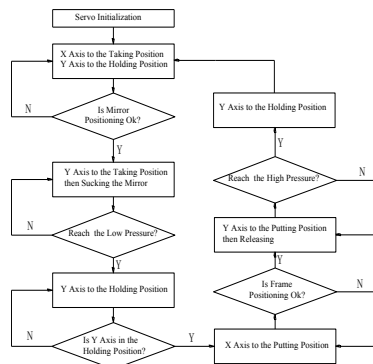 Servo Initialization
X Axis to the Taking Position
Y Axis to the Holding Position
N
Is Mirror
Positioning Ok?
Y
Y Axis to the Taking Position
then Sucking the Mirror
N
Reach the Low Pressure?
Y
Y Axis to the Holding Position
N
Is Y Axis in the
Holding Position?
Y
X Axis to the Putting Position
Is Frame
Positioning Ok?
N
Y
Y Axis to the Putting Position
then Releasing
Reach the High Pressure?
N
Y
Y Axis to the Holding Position